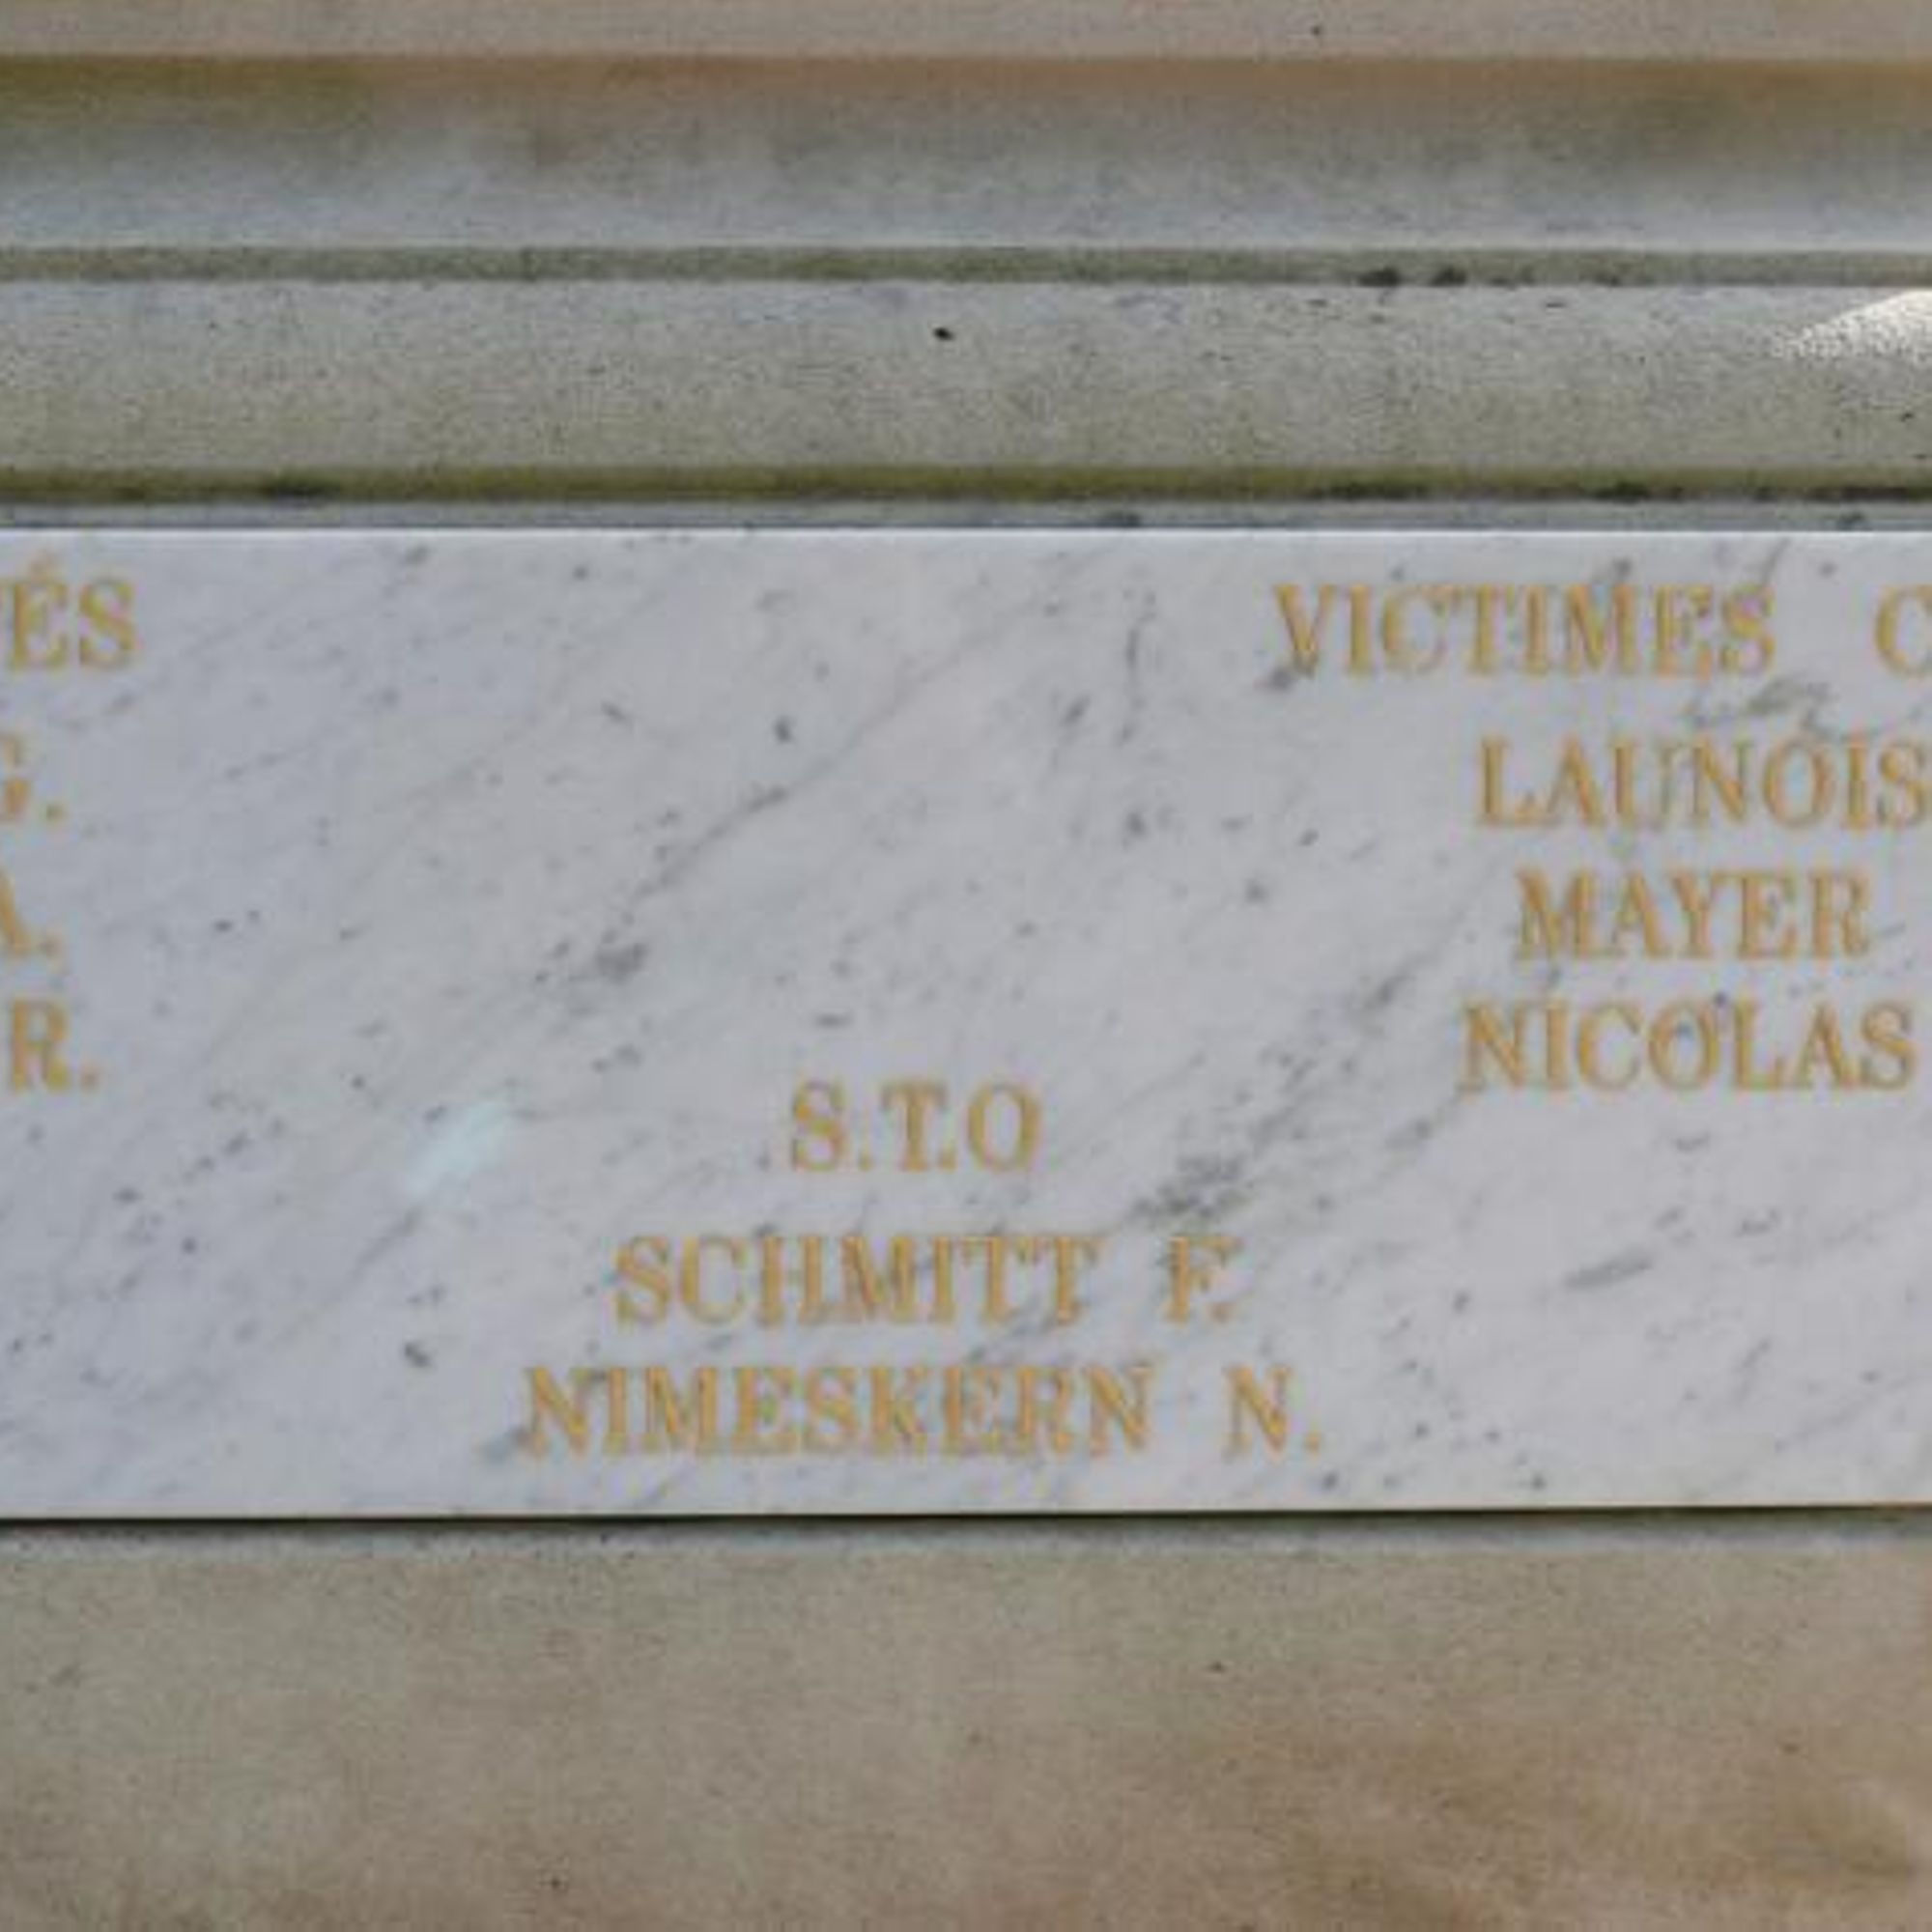 ÉS
VICTIMES C
G.
LAUNOIS
A.
MAYER
R.
NICOLAS
S.T.O
SCHMITT F.
NIMESKERN N.